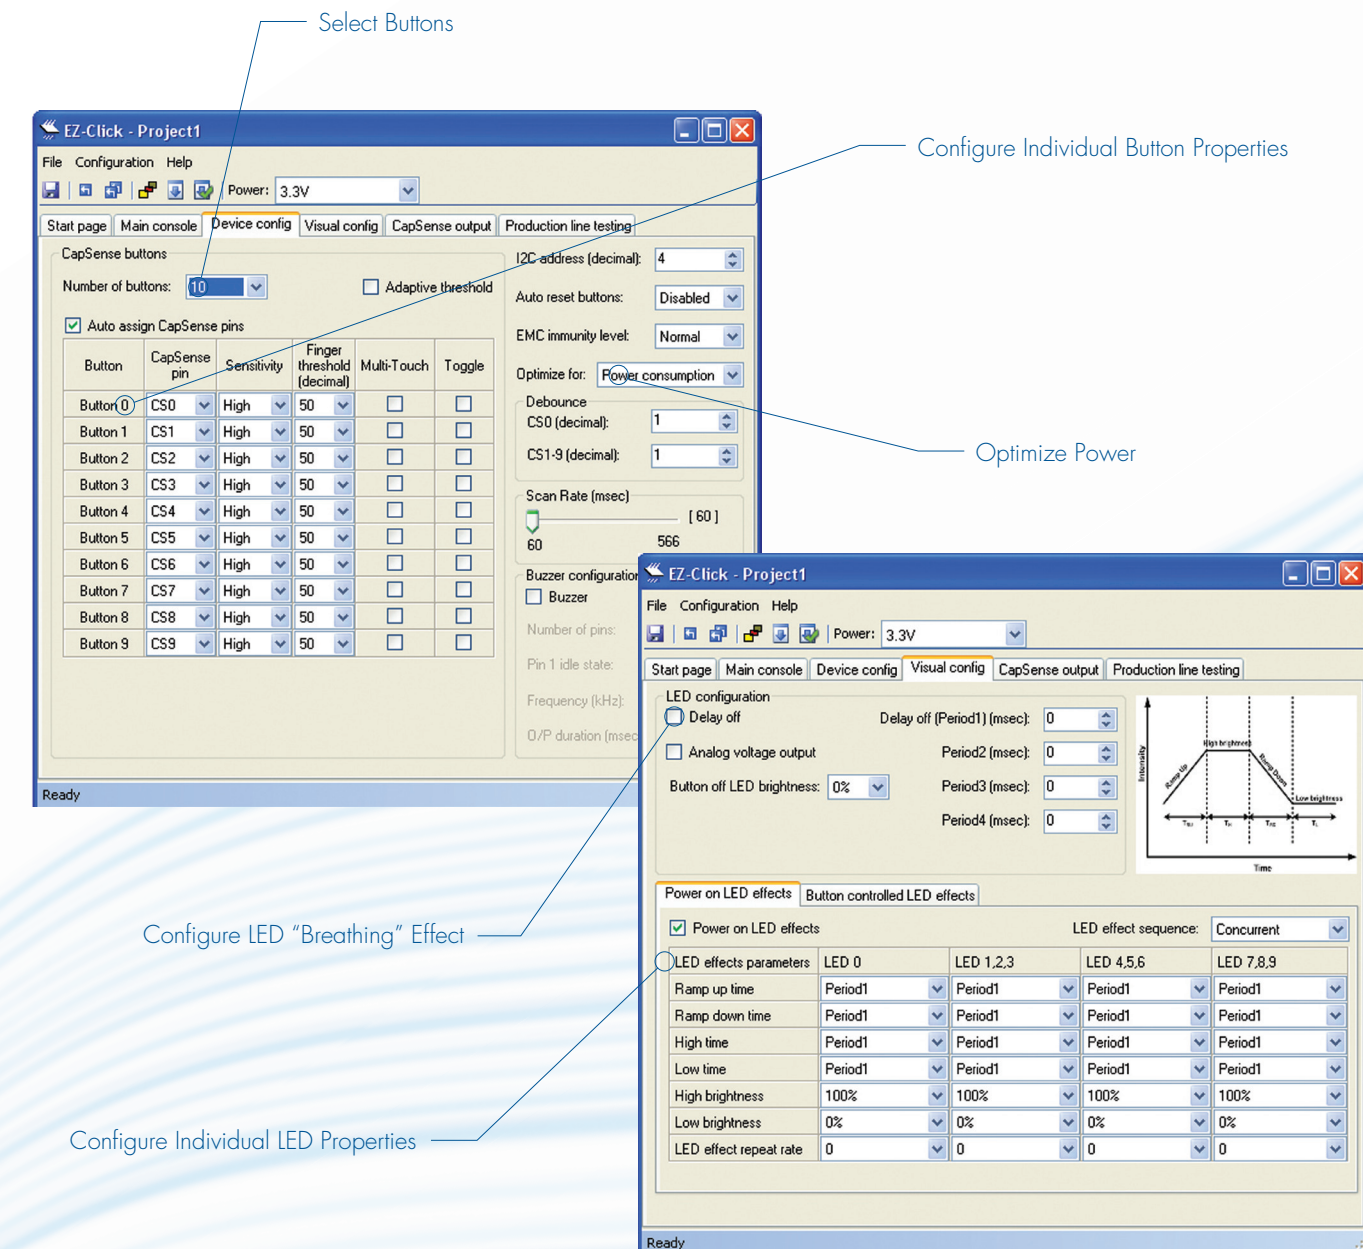 Select Buttons
Configure Individual Button Properties
EZ-Click - Project1
File Configuration Help
Power: 3.3V
Start page Main console Device config Visual config CapSense output Production line testing
CapSense buttons
Number of buttons: 10
Adaptive threshold
Auto assign CapSense pins
Button CapSense pin Sensitivity Finger threshold (decimal) Multi-Touch Toggle
Button 0 CS0 High 50
Button 1 CS1 High 50
Button 2 CS2 High 50
Button 3 CS3 High 50
Button 4 CS4 High 50
Button 5 CS5 High 50
Button 6 CS6 High 50
Button 7 CS7 High 50
Button 8 CS8 High 50
Button 9 CS9 High 50
I2C address (decimal): 4
Auto reset buttons: Disabled
EMC immunity level: Normal
Optimize for: Power consumption
Debounce
CS0 (decimal): 1
CS1-9 (decimal): 1
Scan Rate (msec)
[ 60 ]
60 566
Buzzer configuration
Buzzer
Number of pins:
Pin 1 idle state:
Frequency (kHz):
O/P duration (msec
Ready
Optimize Power
EZ-Click - Project1
File Configuration Help
Power: 3.3V
Start page Main console Device config Visual config CapSense output Production line testing
LED configuration
Delay off
Delay off (Period1) (msec): 0
Analog voltage output
Period2 (msec): 0
Button off LED brightness: 0%
Period3 (msec): 0
Period4 (msec): 0
Intensity
Ramp Up
High brightness
Ramp Down
Low brightness
Time
Power on LED effects Button controlled LED effects
Power on LED effects
LED effect sequence: Concurrent
LED effects parameters LED 0 LED 1,2,3 LED 4,5,6 LED 7,8,9
Ramp up time Period1 Period1 Period1 Period1
Ramp down time Period1 Period1 Period1 Period1
High time Period1 Period1 Period1 Period1
Low time Period1 Period1 Period1 Period1
High brightness 100% 100% 100% 100%
Low brightness 0% 0% 0% 0%
LED effect repeat rate 0 0 0 0
Ready
Configure LED “Breathing” Effect
Configure Individual LED Properties